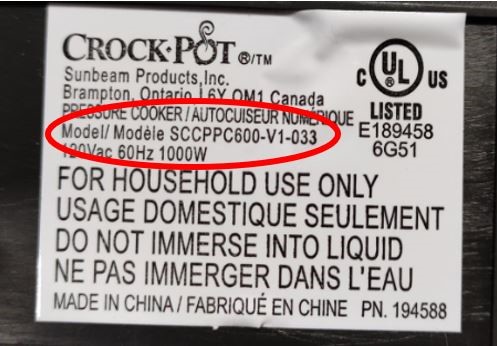 CROCK·POT ®/TM
Sunbeam Products, Inc.
Brampton, Ontario L6Y 0M1 Canada
PRESSURE COOKER / AUTOCUISEUR NUMÉRIQUE
Model/ Modèle SCCPPC600-V1-033
120Vac 60Hz 1000W
C UL US
®
LISTED
E189458
6G51
FOR HOUSEHOLD USE ONLY
USAGE DOMESTIQUE SEULEMENT
DO NOT IMMERSE INTO LIQUID
NE PAS IMMERGER DANS L'EAU
MADE IN CHINA / FABRIQUÉ EN CHINE PN. 194588